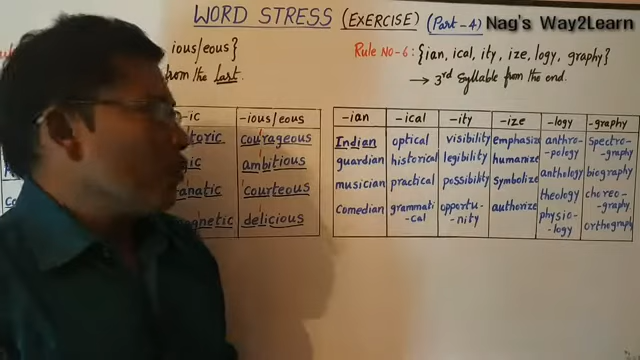 WORD STRESS (EXERCISE) (Part-4) Nag's Way2Learn
ious/eous}
from the last.
Rule No-6: {ian, ical, ity, ize, logy, graphy}
→ 3rd Syllable from the end.
-ic -ious/eous
courageous
ambitious
courteous
delicious
-ian -ical -ity -ize -logy -graphy
Indian optical visibility emphasize anthro- spectro-
-pology -graphy
guardian historical legibility humanize anthology biography
musician practical possibility symbolize theology choreo-
-graphy
Comedian grammati- opportu- authorize physio- orthography
-cal -nity -logy